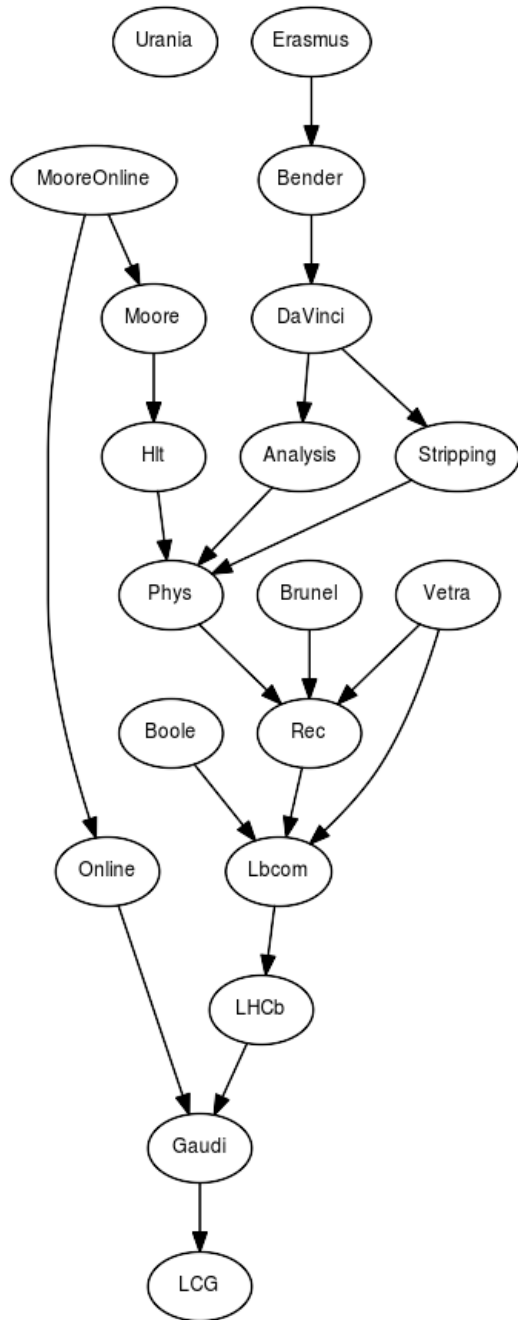 Urania
Erasmus
MooreOnline
Bender
Moore
DaVinci
Hlt
Analysis
Stripping
Phys
Brunel
Vetra
Boole
Rec
Online
Lbcom
LHCb
Gaudi
LCG